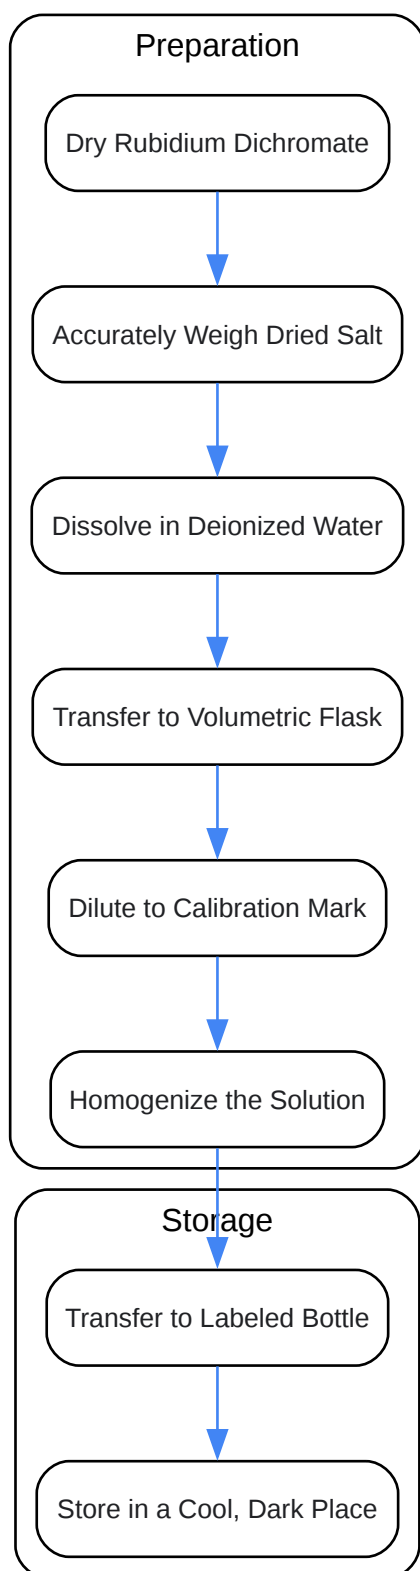 Preparation
Dry Rubidium Dichromate
Accurately Weigh Dried Salt
Dissolve in Deionized Water
Transfer to Volumetric Flask
Dilute to Calibration Mark
Homogenize the Solution
Storage
Transfer to Labeled Bottle
Store in a Cool, Dark Place